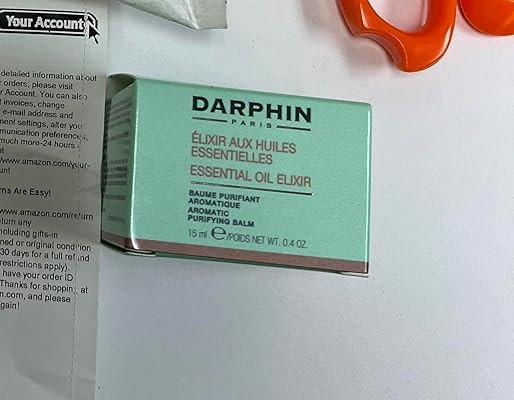 Your Account
detailed information about
orders, please visit
r Account. You can also
t invoices, change
e-mail address and
ment settings, alter you
munication preferences,
much more-24 hours
at
//www.amazon.com/your-
unt.
rns Are Easy!
www.amazon.com/return
eturn any
ncluding gifts-in
ned or original condition
30 days for a full refund
restrictions apply).
have your order ID
Thanks for shopping at
n.com, and please
gain!
DARPHIN
PARIS
ÉLIXIR AUX HUILES
ESSENTIELLES
ESSENTIAL OIL ELIXIR
BAUME PURIFIANT
AROMATIQUE
AROMATIC
PURIFYING BALM
15 ml e/POIDS NET WT. 0.4 OZ.